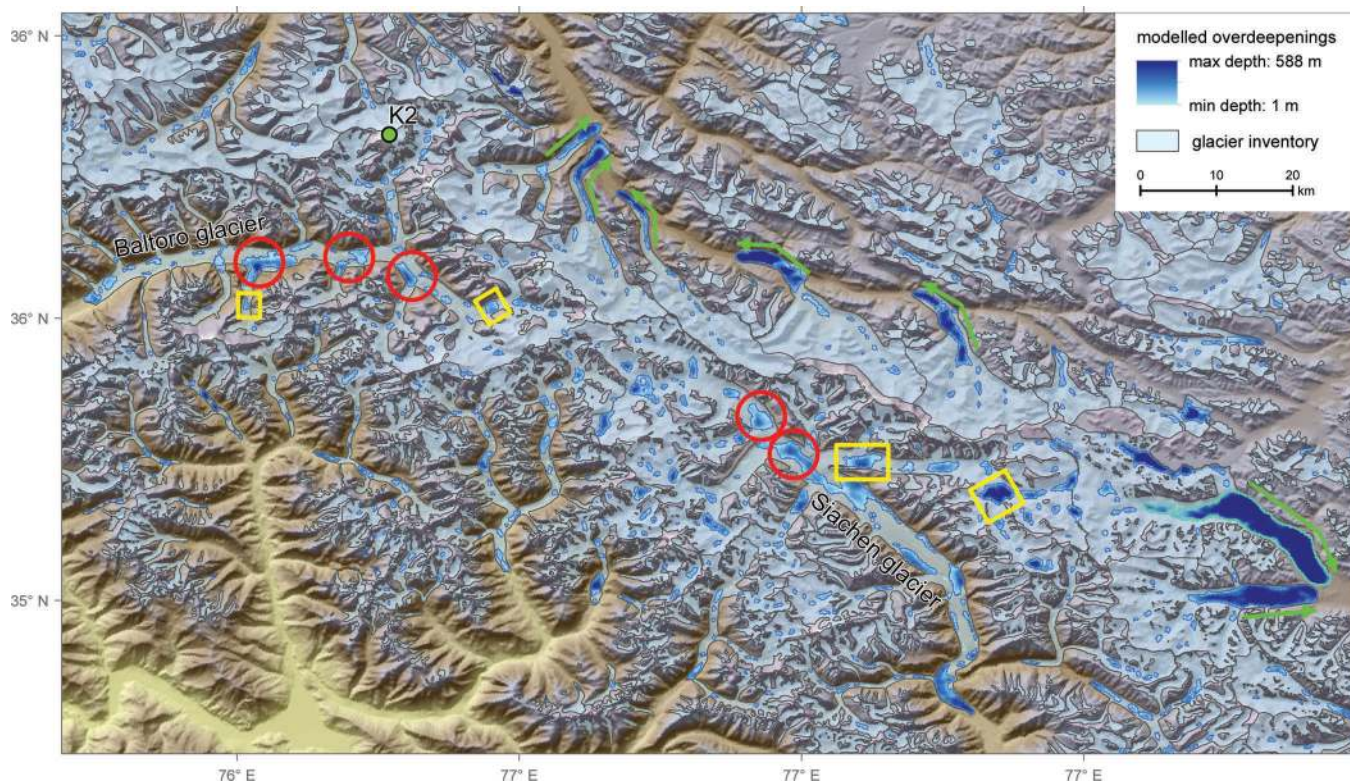 36° N
modelled overdeepenings
max depth: 588 m
min depth: 1 m
glacier inventory
0 10 20
km
K2
Baltoro glacier
36° N
Siachen glacier
35° N
76° E 77° E 77° E 77° E